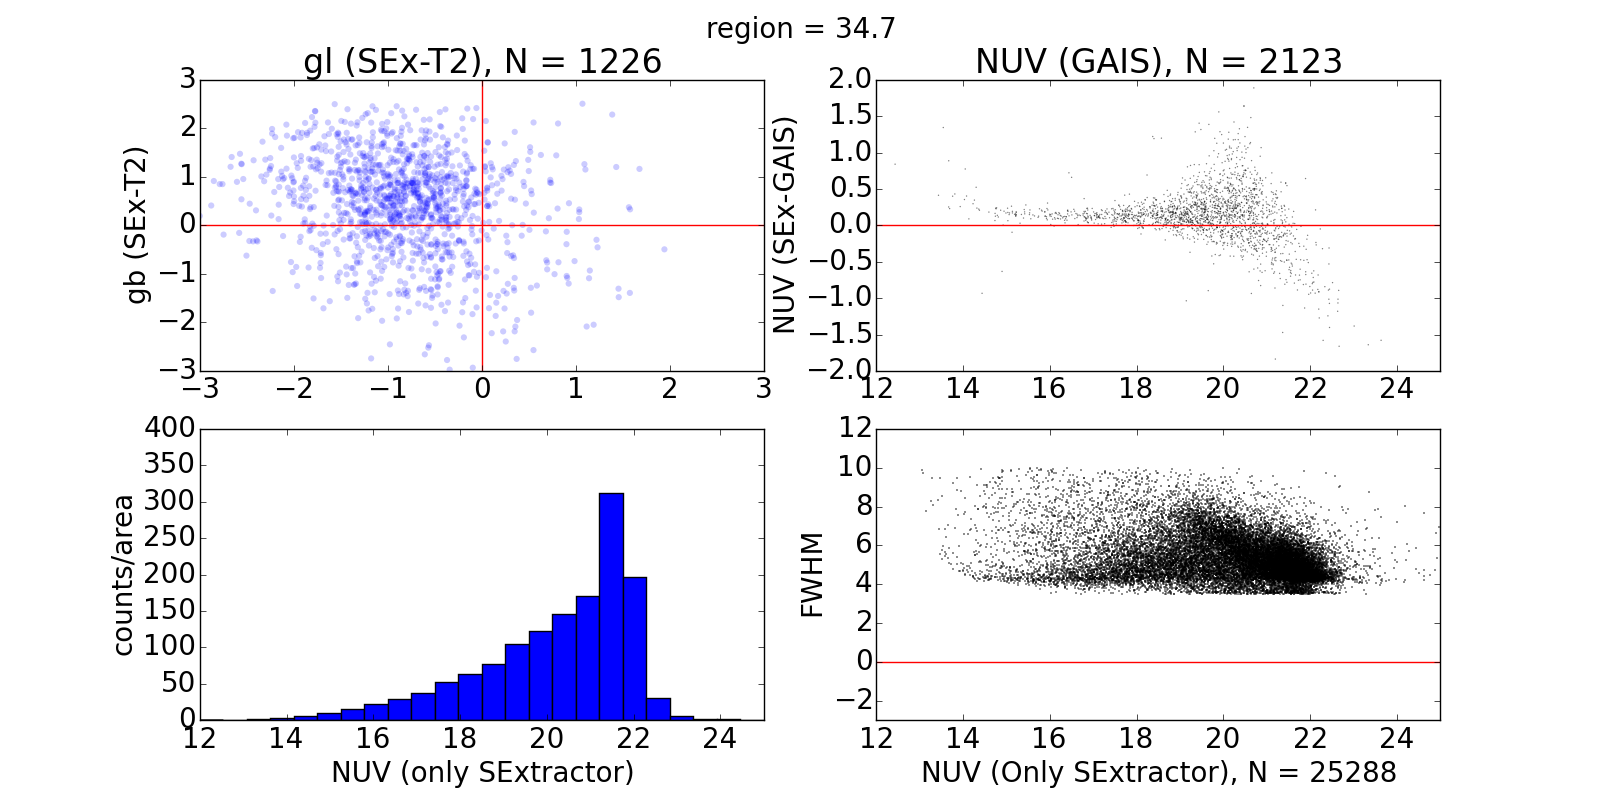 region = 34.7
gl (SEx-T2), N = 1226
NUV (GAIS), N = 2123
3
2
1
0
−1
−2
−3
gb (SEx-T2)
−3 −2 −1 0 1 2 3
2.0
1.5
1.0
0.5
0.0
−0.5
−1.0
−1.5
−2.0
NUV (SEx-GAIS)
12 14 16 18 20 22 24
400
350
300
250
200
150
100
50
0
counts/area
12 14 16 18 20 22 24
NUV (only SExtractor)
12
10
8
6
4
2
0
−2
FWHM
12 14 16 18 20 22 24
NUV (Only SExtractor), N = 25288